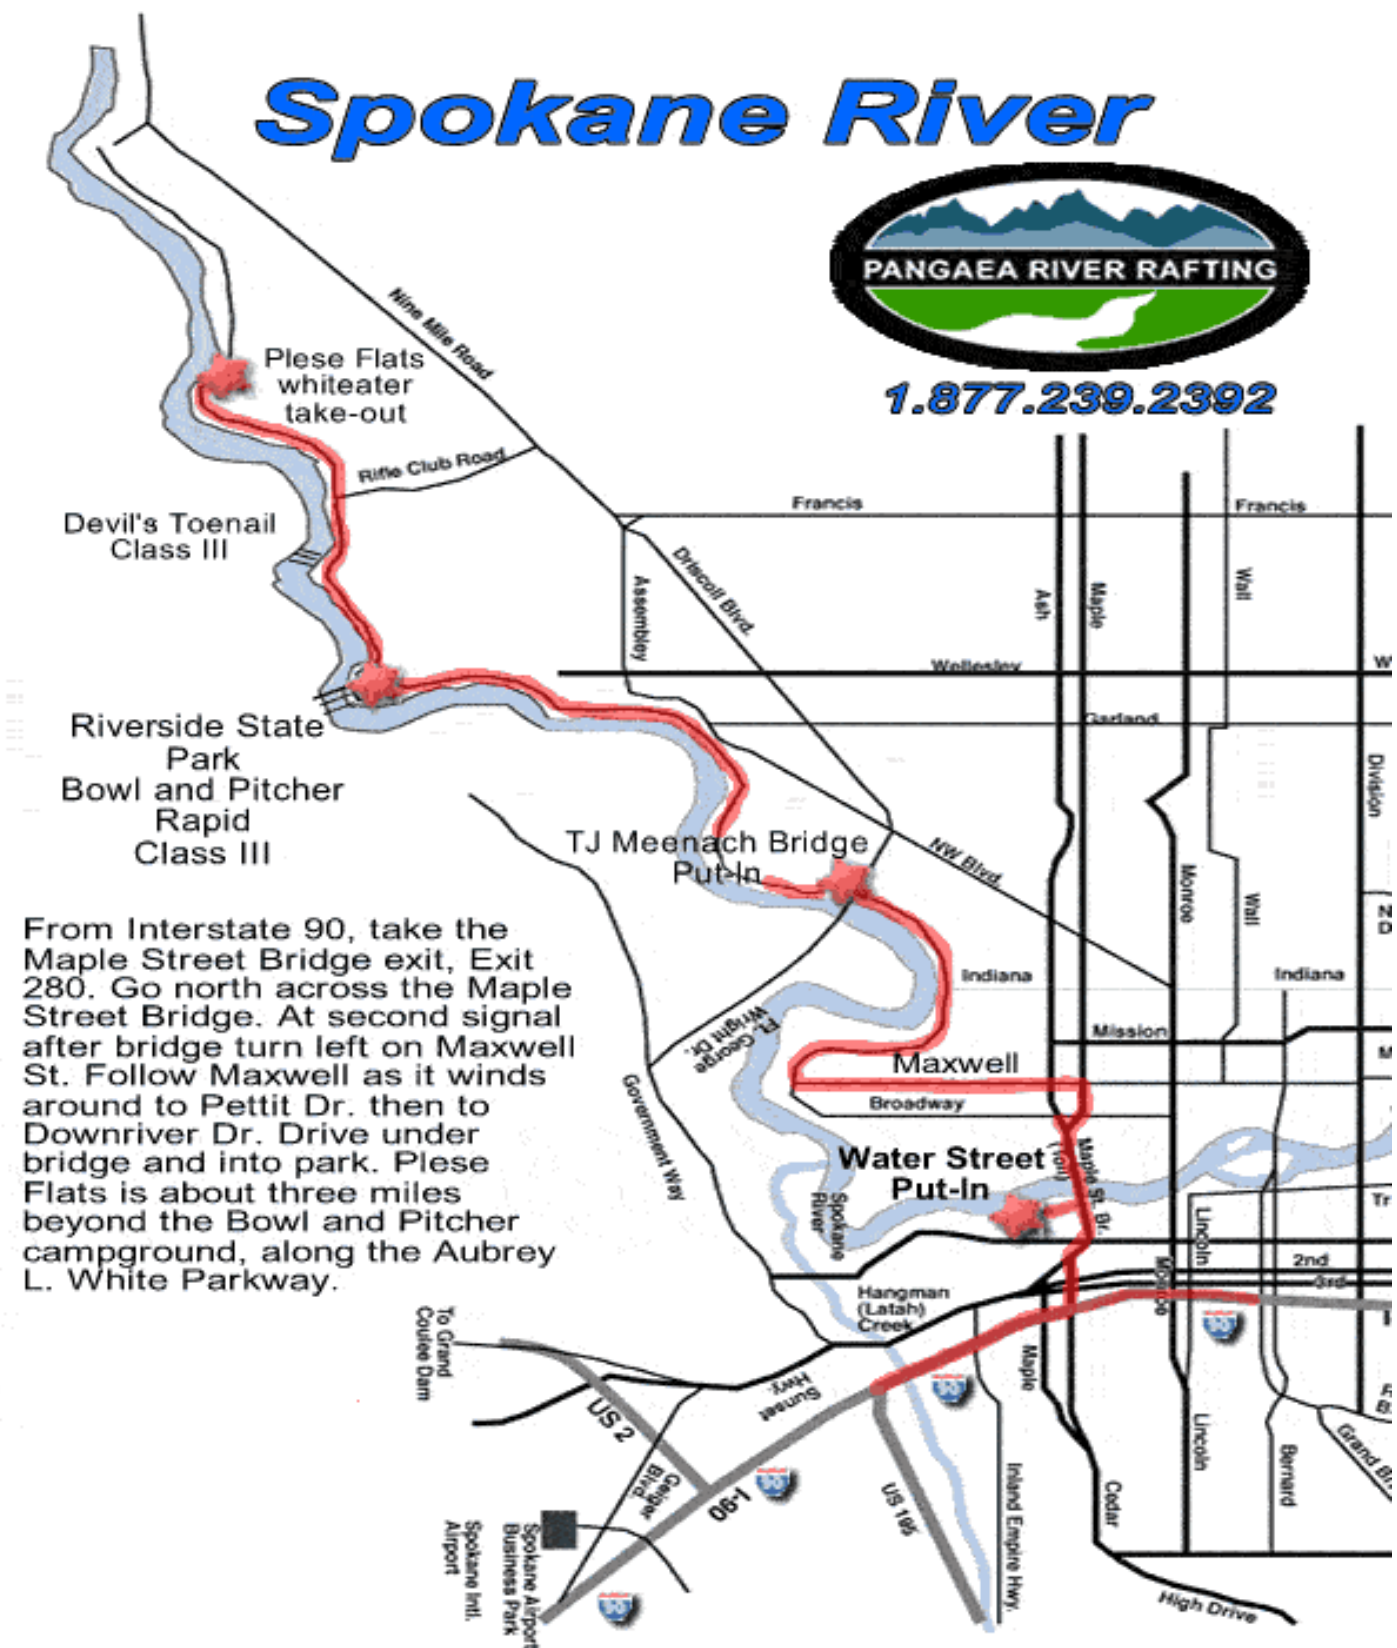 Spokane River
PANGAEA RIVER RAFTING
1.877.239.2392
Nine Mile Road
Plese Flats
whiteater
take-out
Rifle Club Road
Devil's Toenail
Class III
Francis
Francis
Driscoll Blvd.
Assembley
Ash
Maple
Wall
Wellesley
W
Garland
Riverside State
Park
Bowl and Pitcher
Rapid
Class III
Division
TJ Meenach Bridge
Put-In
NW Blvd.
Monroe
Wall
N
D
From Interstate 90, take the
Maple Street Bridge exit, Exit
280. Go north across the Maple
Street Bridge. At second signal
after bridge turn left on Maxwell
St. Follow Maxwell as it winds
around to Pettit Dr. then to
Downriver Dr. Drive under
bridge and into park. Plese
Flats is about three miles
beyond the Bowl and Pitcher
campground, along the Aubrey
L. White Parkway.
Indiana
Indiana
Ft. George
Wright Dr.
Mission
M
Maxwell
Broadway
Government Way
Water Street
Put-In
Maple St. Br.
(Toll)
Spokane
River
Lincoln
Tr
2nd
3rd
Monroe
Hangman
(Latah)
Creek
90
To Grand
Coulee Dam
Maple
90
Sunset
Hwy.
US 2
Lincoln
Bernard
Grand Bl
Geiger
Blvd.
I-90
90
US 195
Inland Empire Hwy.
Cedar
Spokane Intl.
Airport
Spokane Airport
Business Park
90
High Drive